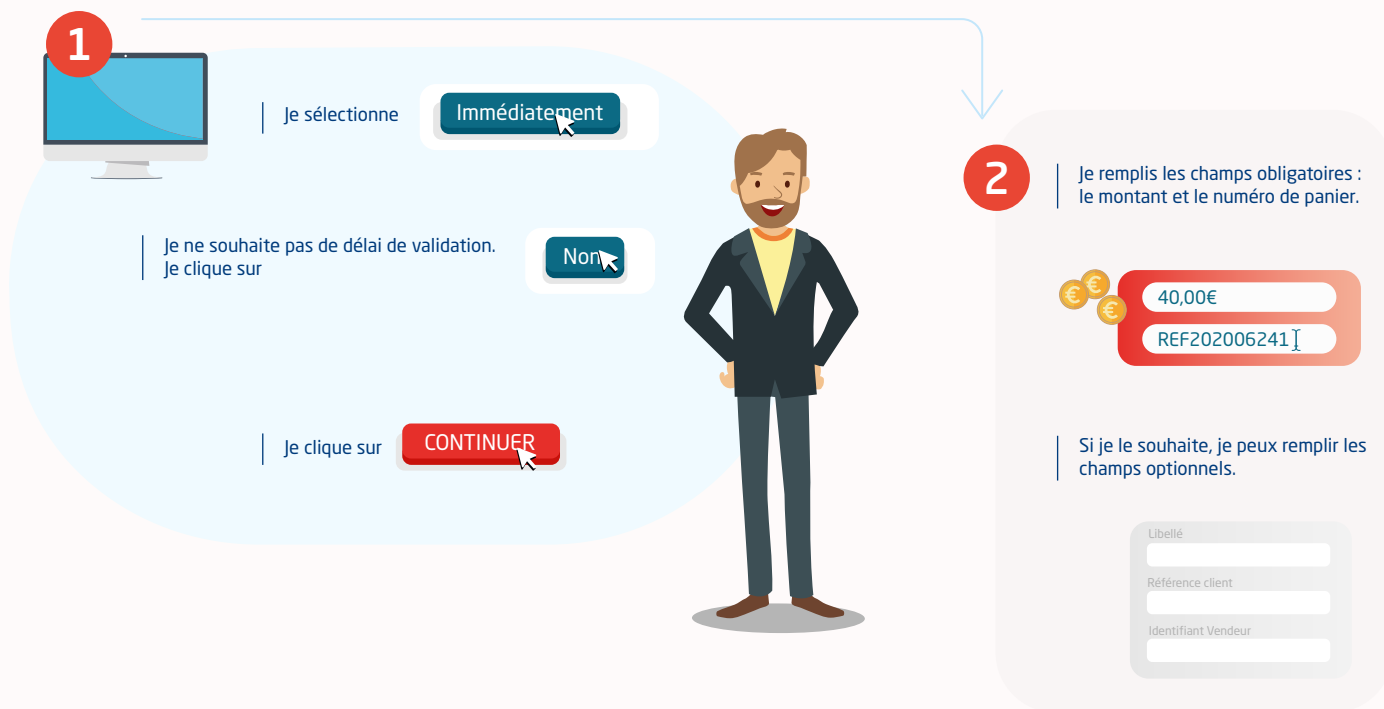 1
Je sélectionne
Immédiatement
Je ne souhaite pas de délai de validation.
Je clique sur
Non
Je clique sur
CONTINUER
2
Je remplis les champs obligatoires :
le montant et le numéro de panier.
40,00€
REF202006241
Si je le souhaite, je peux remplir les
champs optionnels.
Libellé
Référence client
Identifiant Vendeur